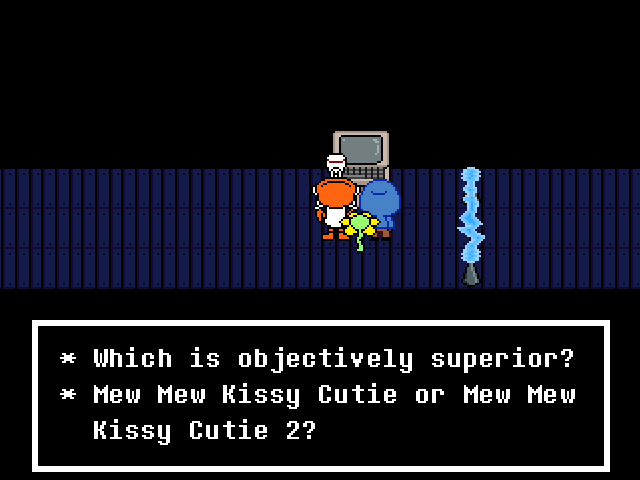 * Which is objectively superior?
* Mew Mew Kissy Cutie or Mew Mew
Kissy Cutie 2?